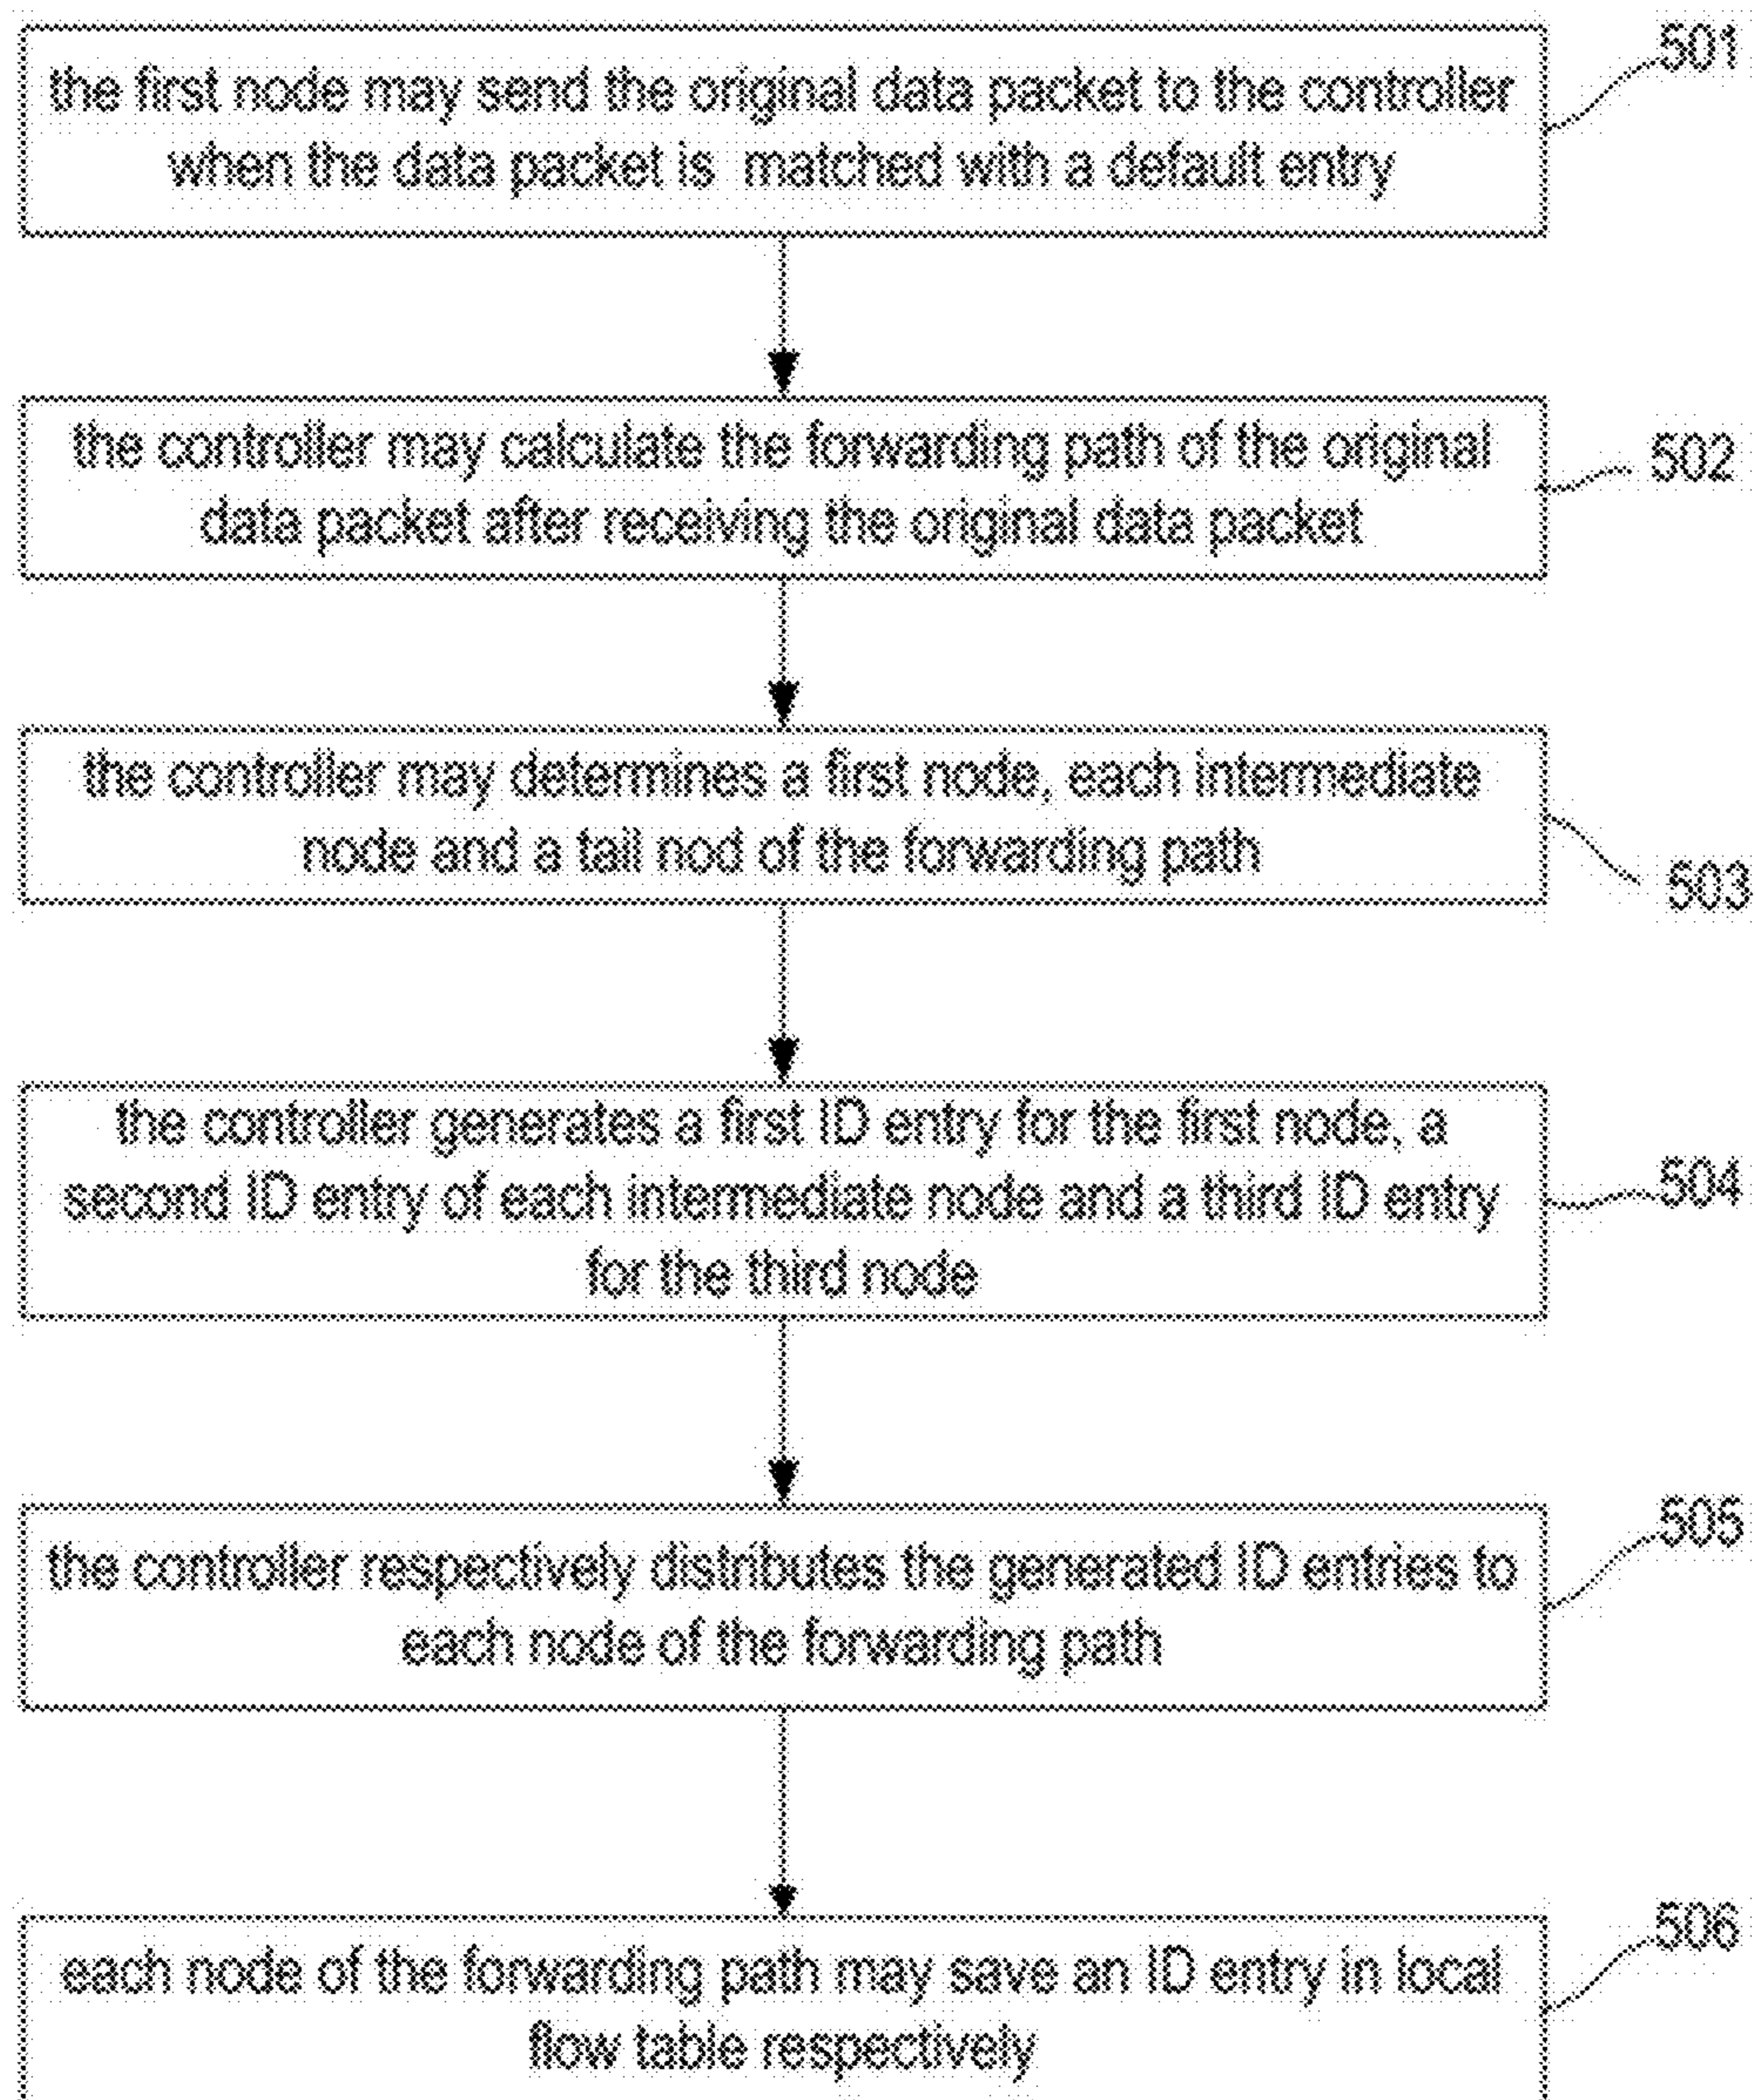 501
the first node may send the original data packet to the controller
when the data packet is matched with a default entry
the controller may calculate the forwarding path of the original
data packet after receiving the original data packet
502
the controller may determines a first node, each intermediate
node and a tail nod of the forwarding path
503
the controller generates a first ID entry for the first node, a
second ID entry of each intermediate node and a third ID entry
for the third node
504
505
the controller respectively distributes the generated ID entries to
each node of the forwarding path
506
each node of the forwarding path may save an ID entry in local
flow table respectively